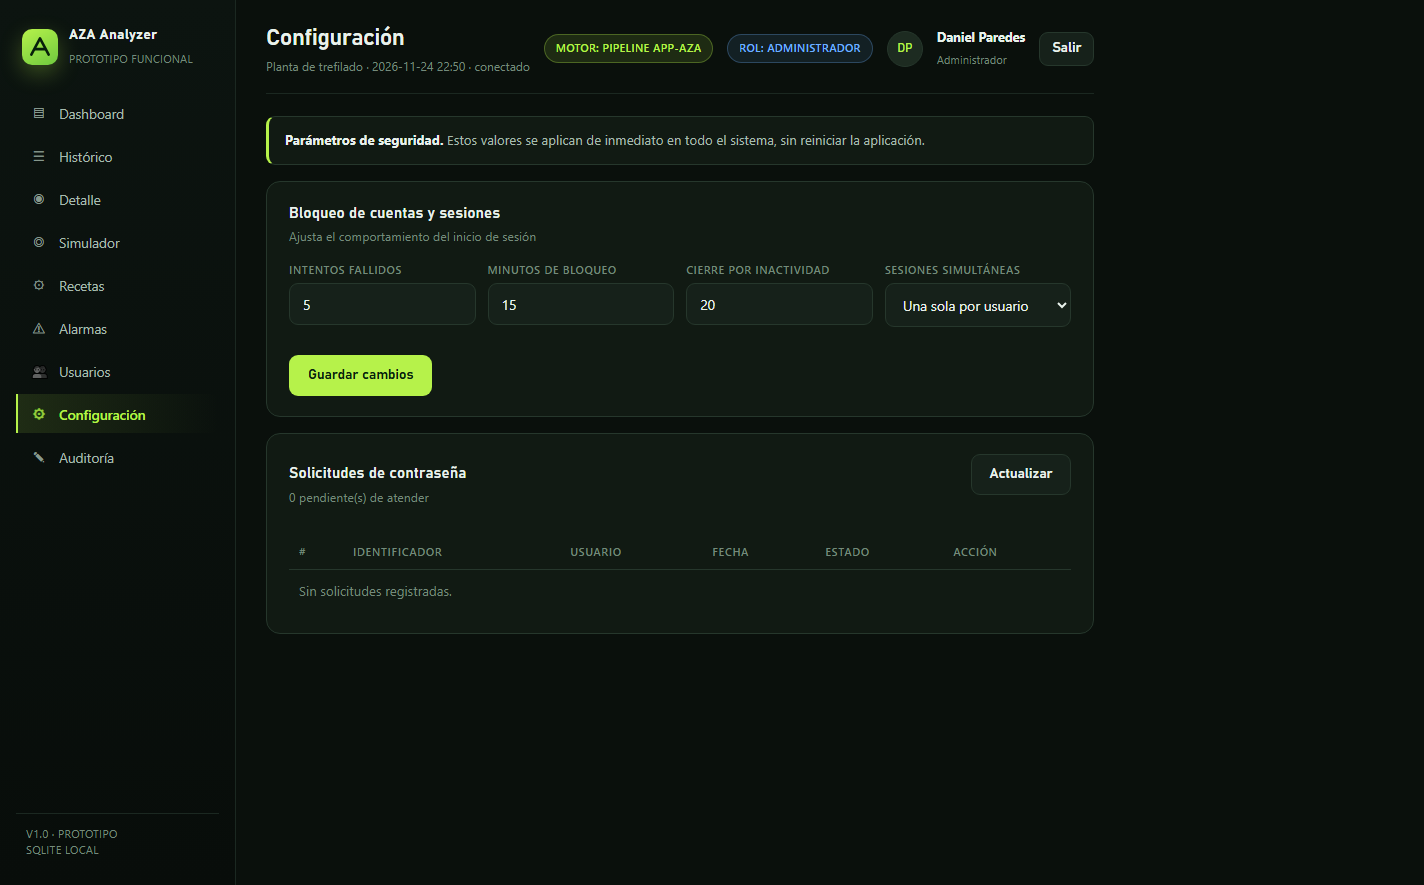 AZA Analyzer
PROTOTIPO FUNCIONAL
Dashboard
Histórico
Detalle
Simulador
Recetas
Alarmas
Usuarios
Configuración
Auditoría
V1.0 · PROTOTIPO
SQLITE LOCAL
Configuración
Planta de trefilado · 2026-11-24 22:50 · conectado
MOTOR: PIPELINE APP-AZA
ROL: ADMINISTRADOR
DP
Daniel Paredes
Administrador
Salir
Parámetros de seguridad. Estos valores se aplican de inmediato en todo el sistema, sin reiniciar la aplicación.
Bloqueo de cuentas y sesiones
Ajusta el comportamiento del inicio de sesión
INTENTOS FALLIDOS MINUTOS DE BLOQUEO CIERRE POR INACTIVIDAD SESIONES SIMULTÁNEAS
5 15 20 Una sola por usuario
Guardar cambios
Solicitudes de contraseña
0 pendiente(s) de atender
Actualizar
# IDENTIFICADOR USUARIO FECHA ESTADO ACCIÓN
Sin solicitudes registradas.